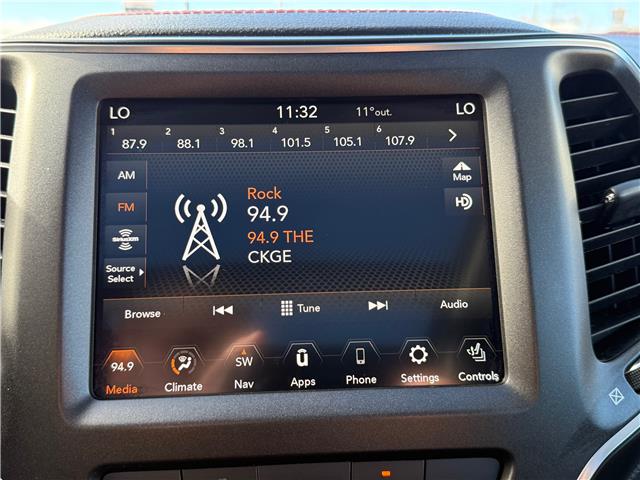 LO 11:32 11°out. LO
1 2 3 4 5 6
87.9 88.1 98.1 101.5 105.1 107.9
AM
Map
Rock
FM
94.9
HD
SiriusXM
94.9 THE
CKGE
Source
Select
Browse Tune Audio
94.9 SW
Media Climate Nav Apps Phone Settings Controls